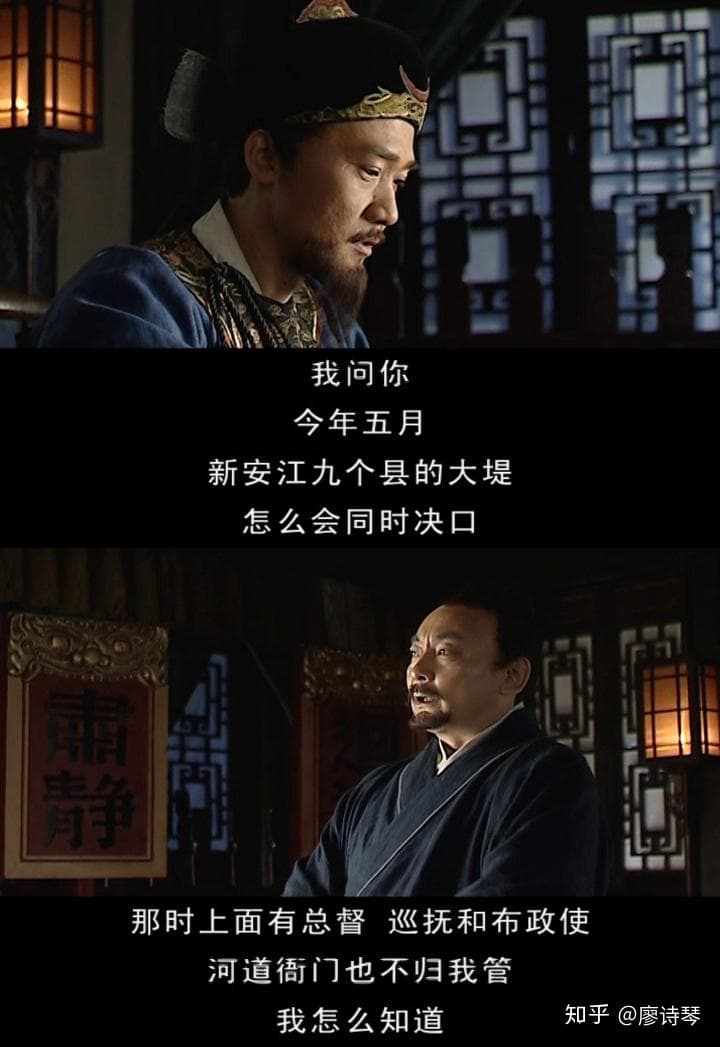 我问你
今年五月
新安江九个县的大堤
怎么会同时决口
肃静
那时上面有总督 巡抚和布政使
河道衙门也不归我管
我怎么知道
知乎 @廖诗琴